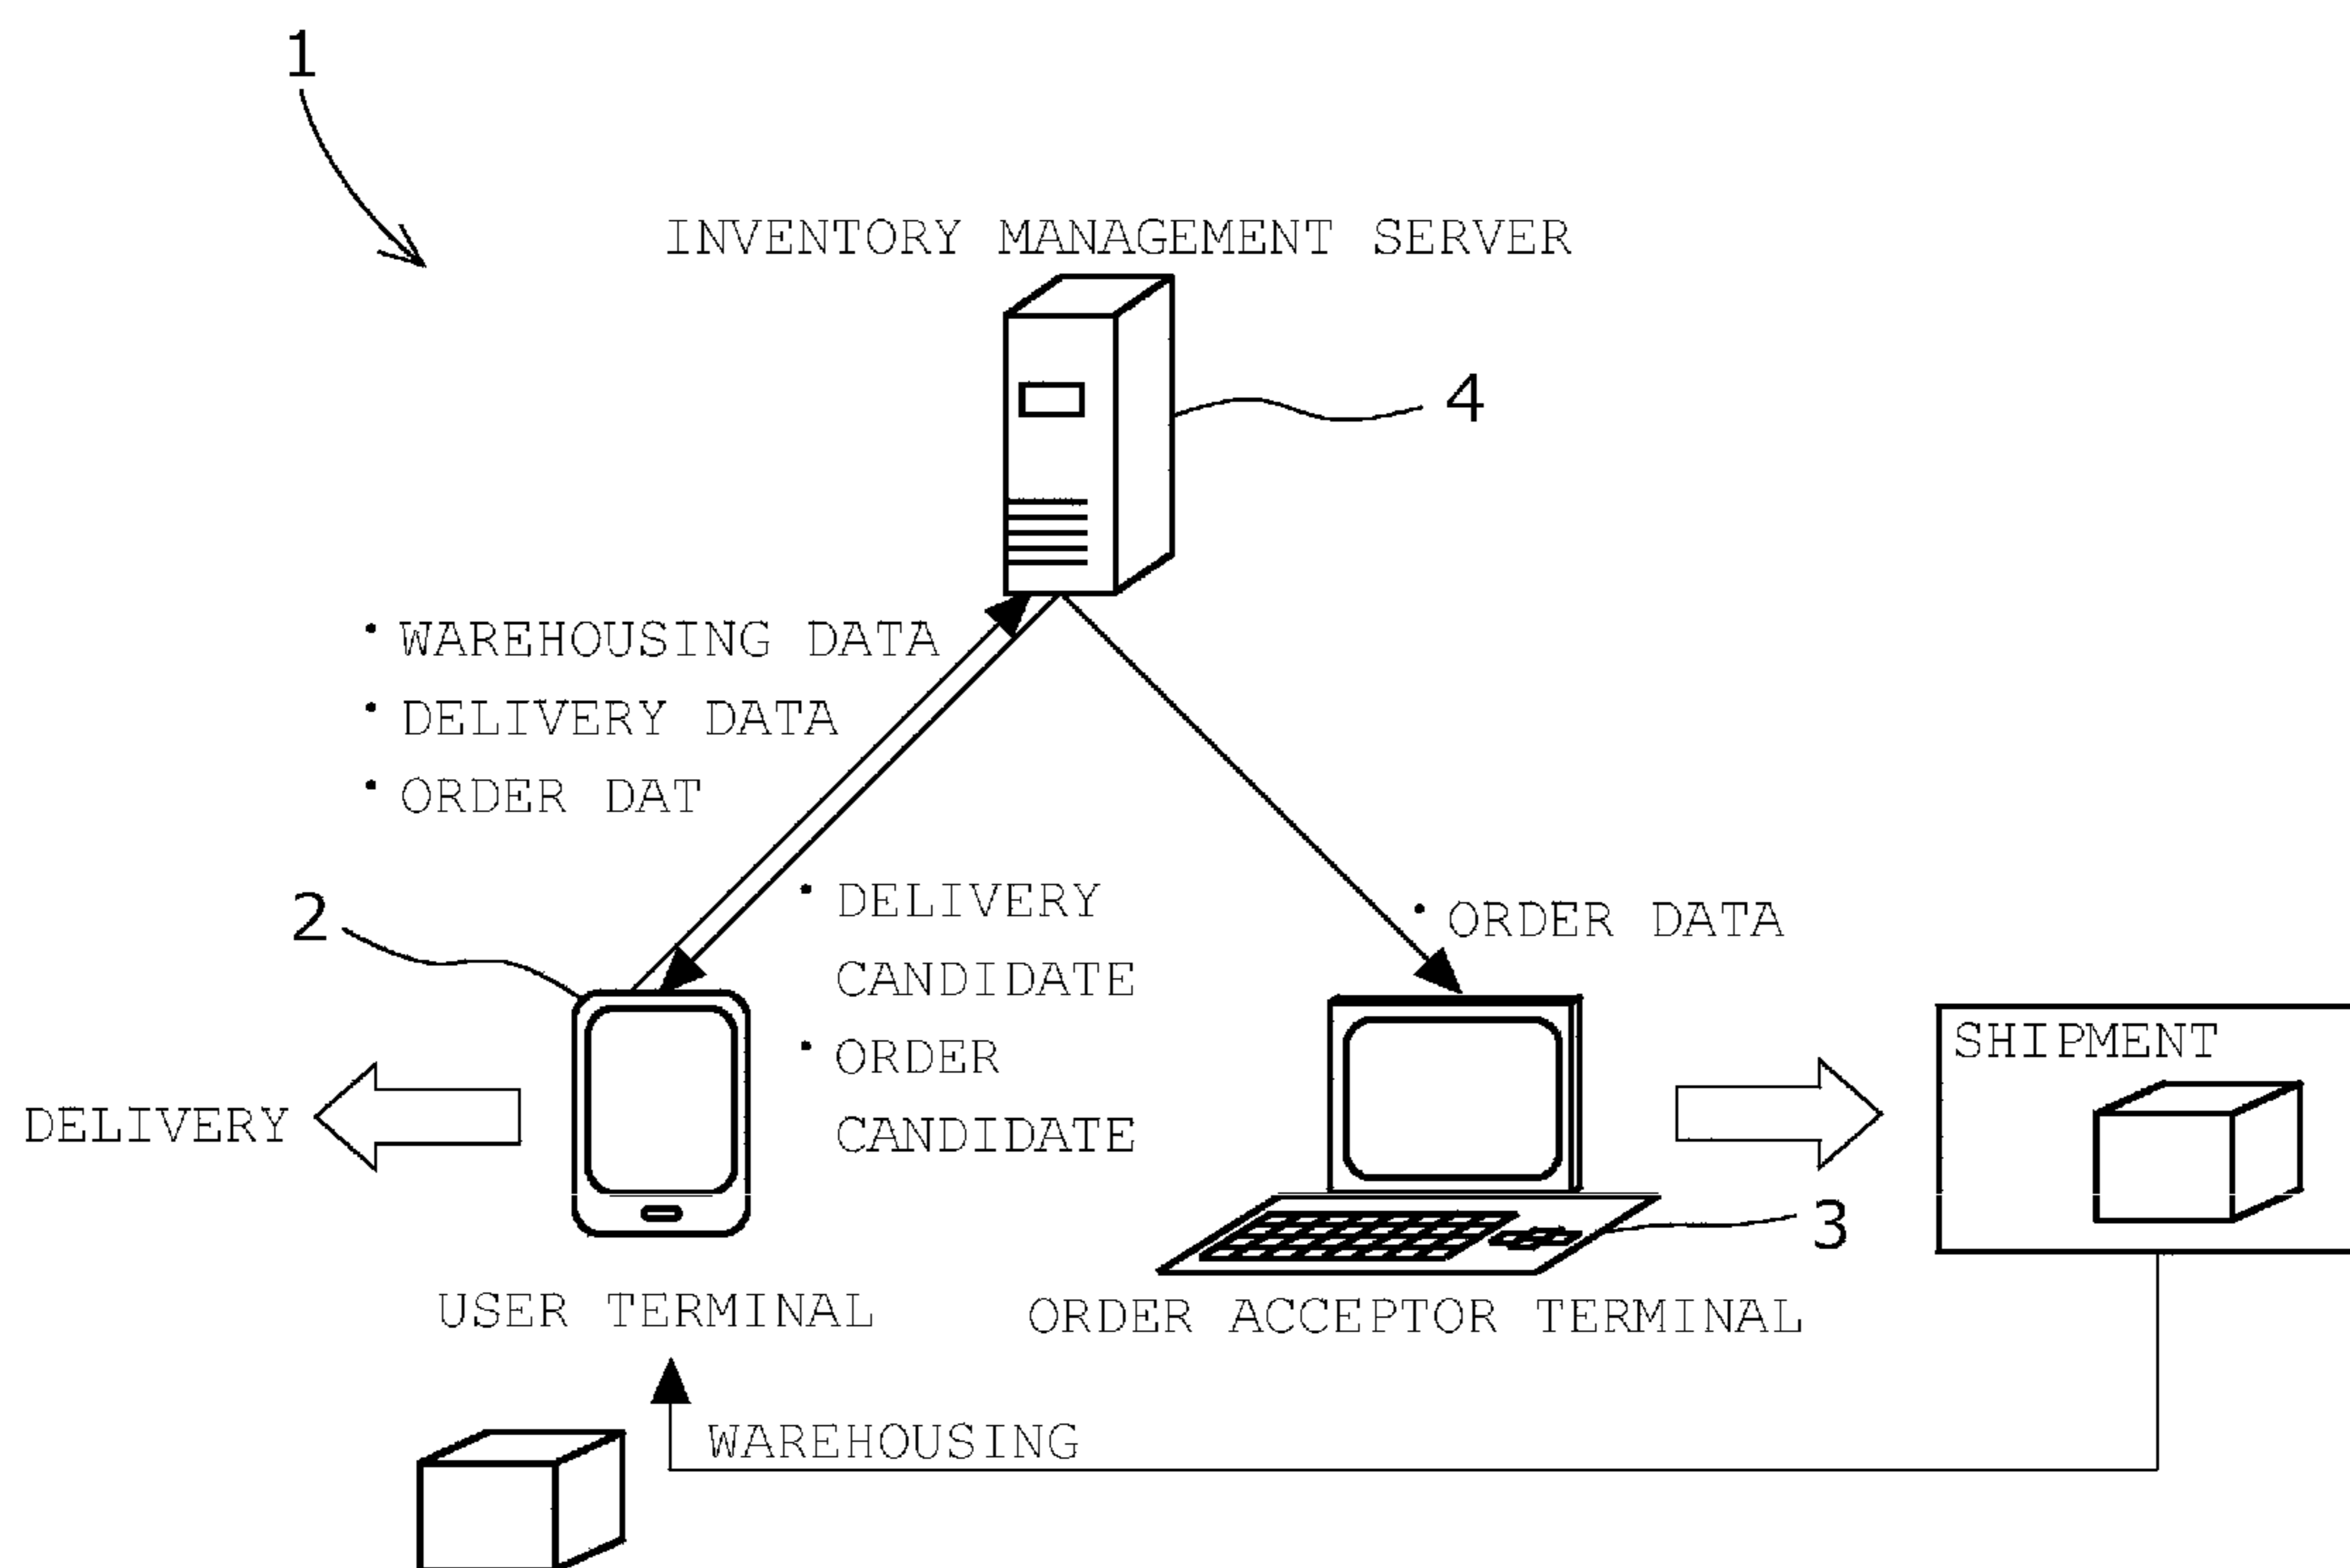 1
INVENTORY MANAGEMENT SERVER
4
・WAREHOUSING DATA
・DELIVERY DATA
・ORDER DAT
2
・DELIVERY
CANDIDATE
・ORDER
CANDIDATE
・ORDER DATA
SHIPMENT
DELIVERY
3
USER TERMINAL
ORDER ACCEPTOR TERMINAL
WAREHOUSING